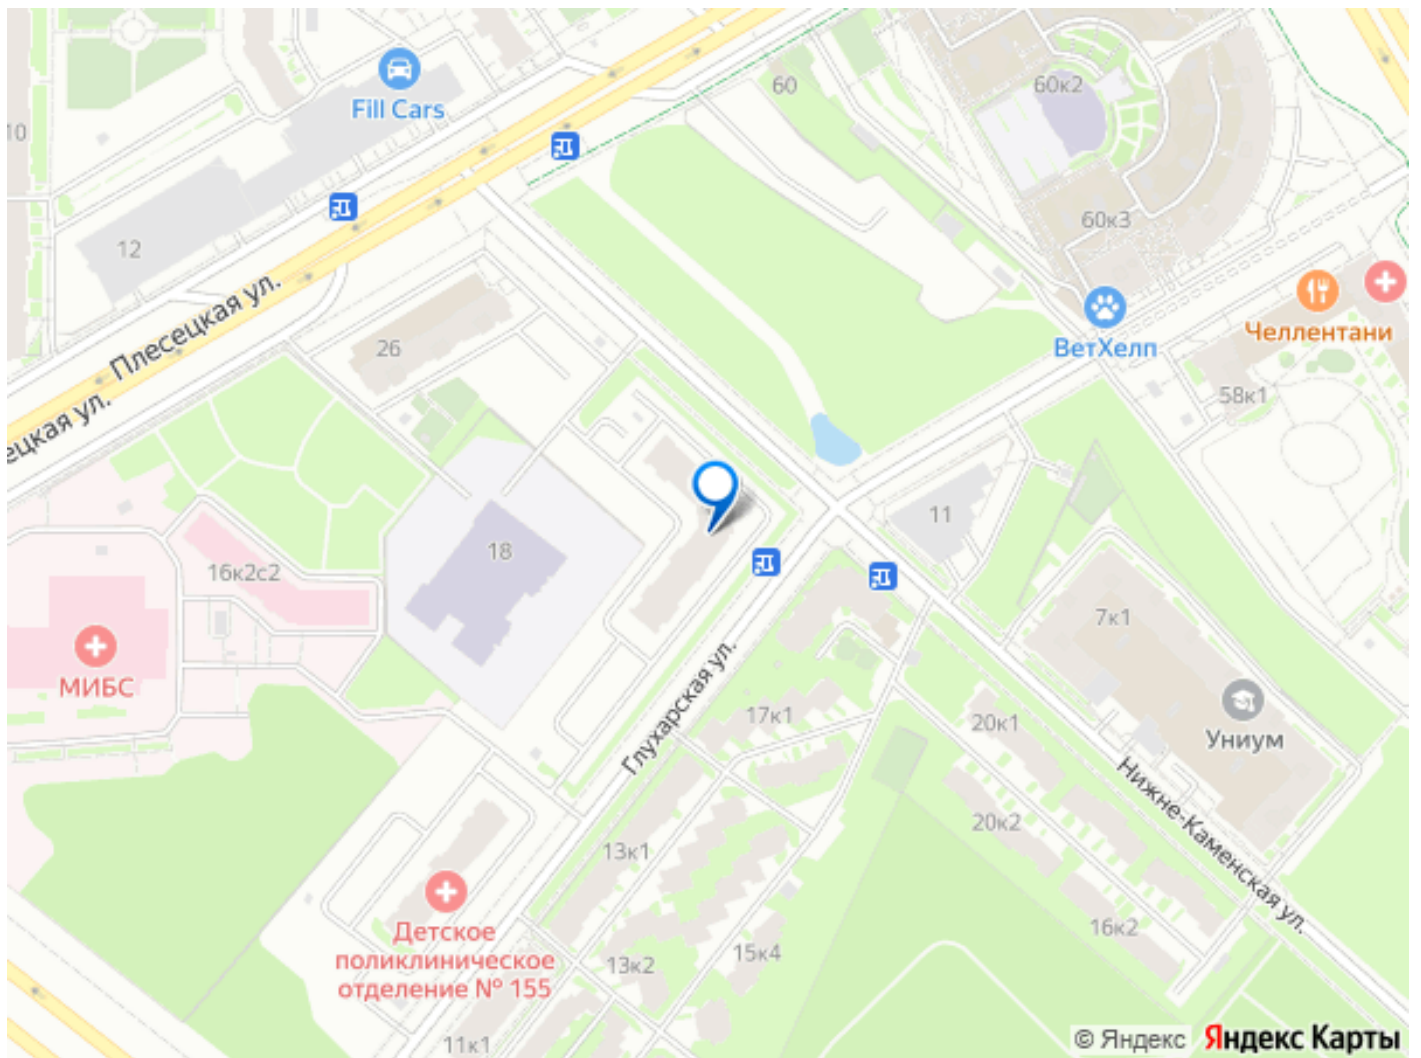 10
Fill Cars
60
60к2
12
60к3
Плесецкая ул.
26
ецкая ул.
ВетХелп
Челлентани
58к1
11
18
16к2с2
7к1
МИБС
Глухарская ул.
17к1
20к1
Униум
Нижне-Каменская ул.
20к2
13к1
16к2
Детское
поликлиническое
отделение № 155
13к2
15к4
11к1
© Яндекс Яндекс Карты